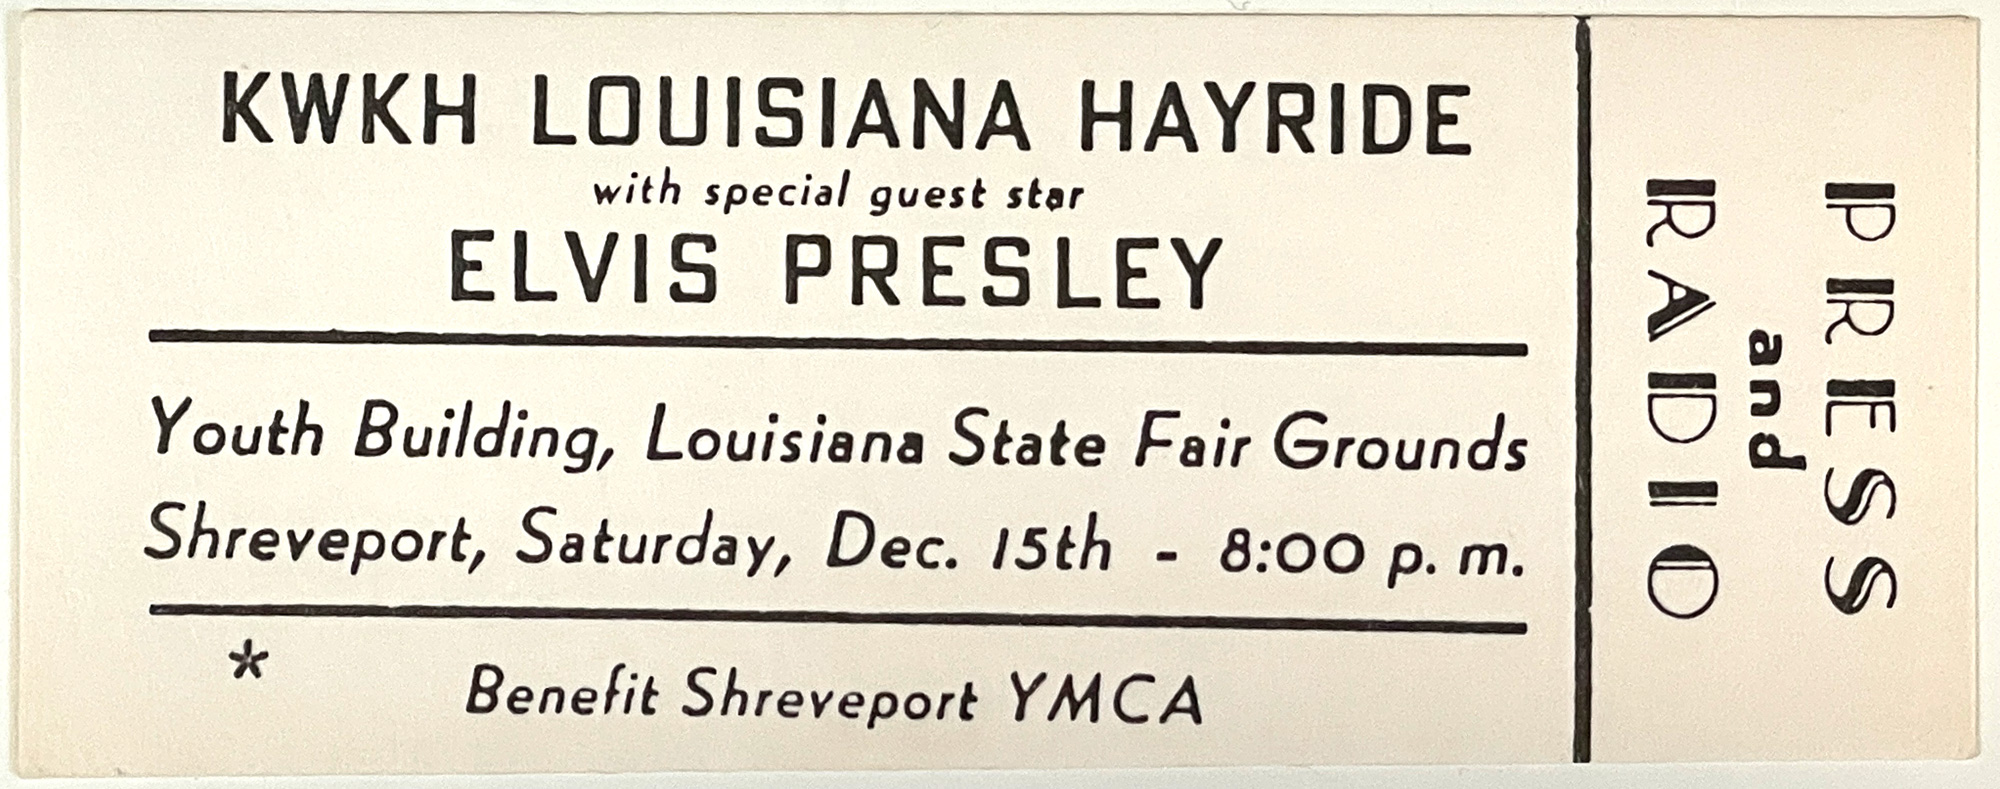 KWKH LOUISIANA HAYRIDE
with special guest star
ELVIS PRESLEY
Youth Building, Louisiana State Fair Grounds
Shreveport, Saturday, Dec. 15th - 8:00 p. m.
* Benefit Shreveport YMCA
PRESS
and
RADIO